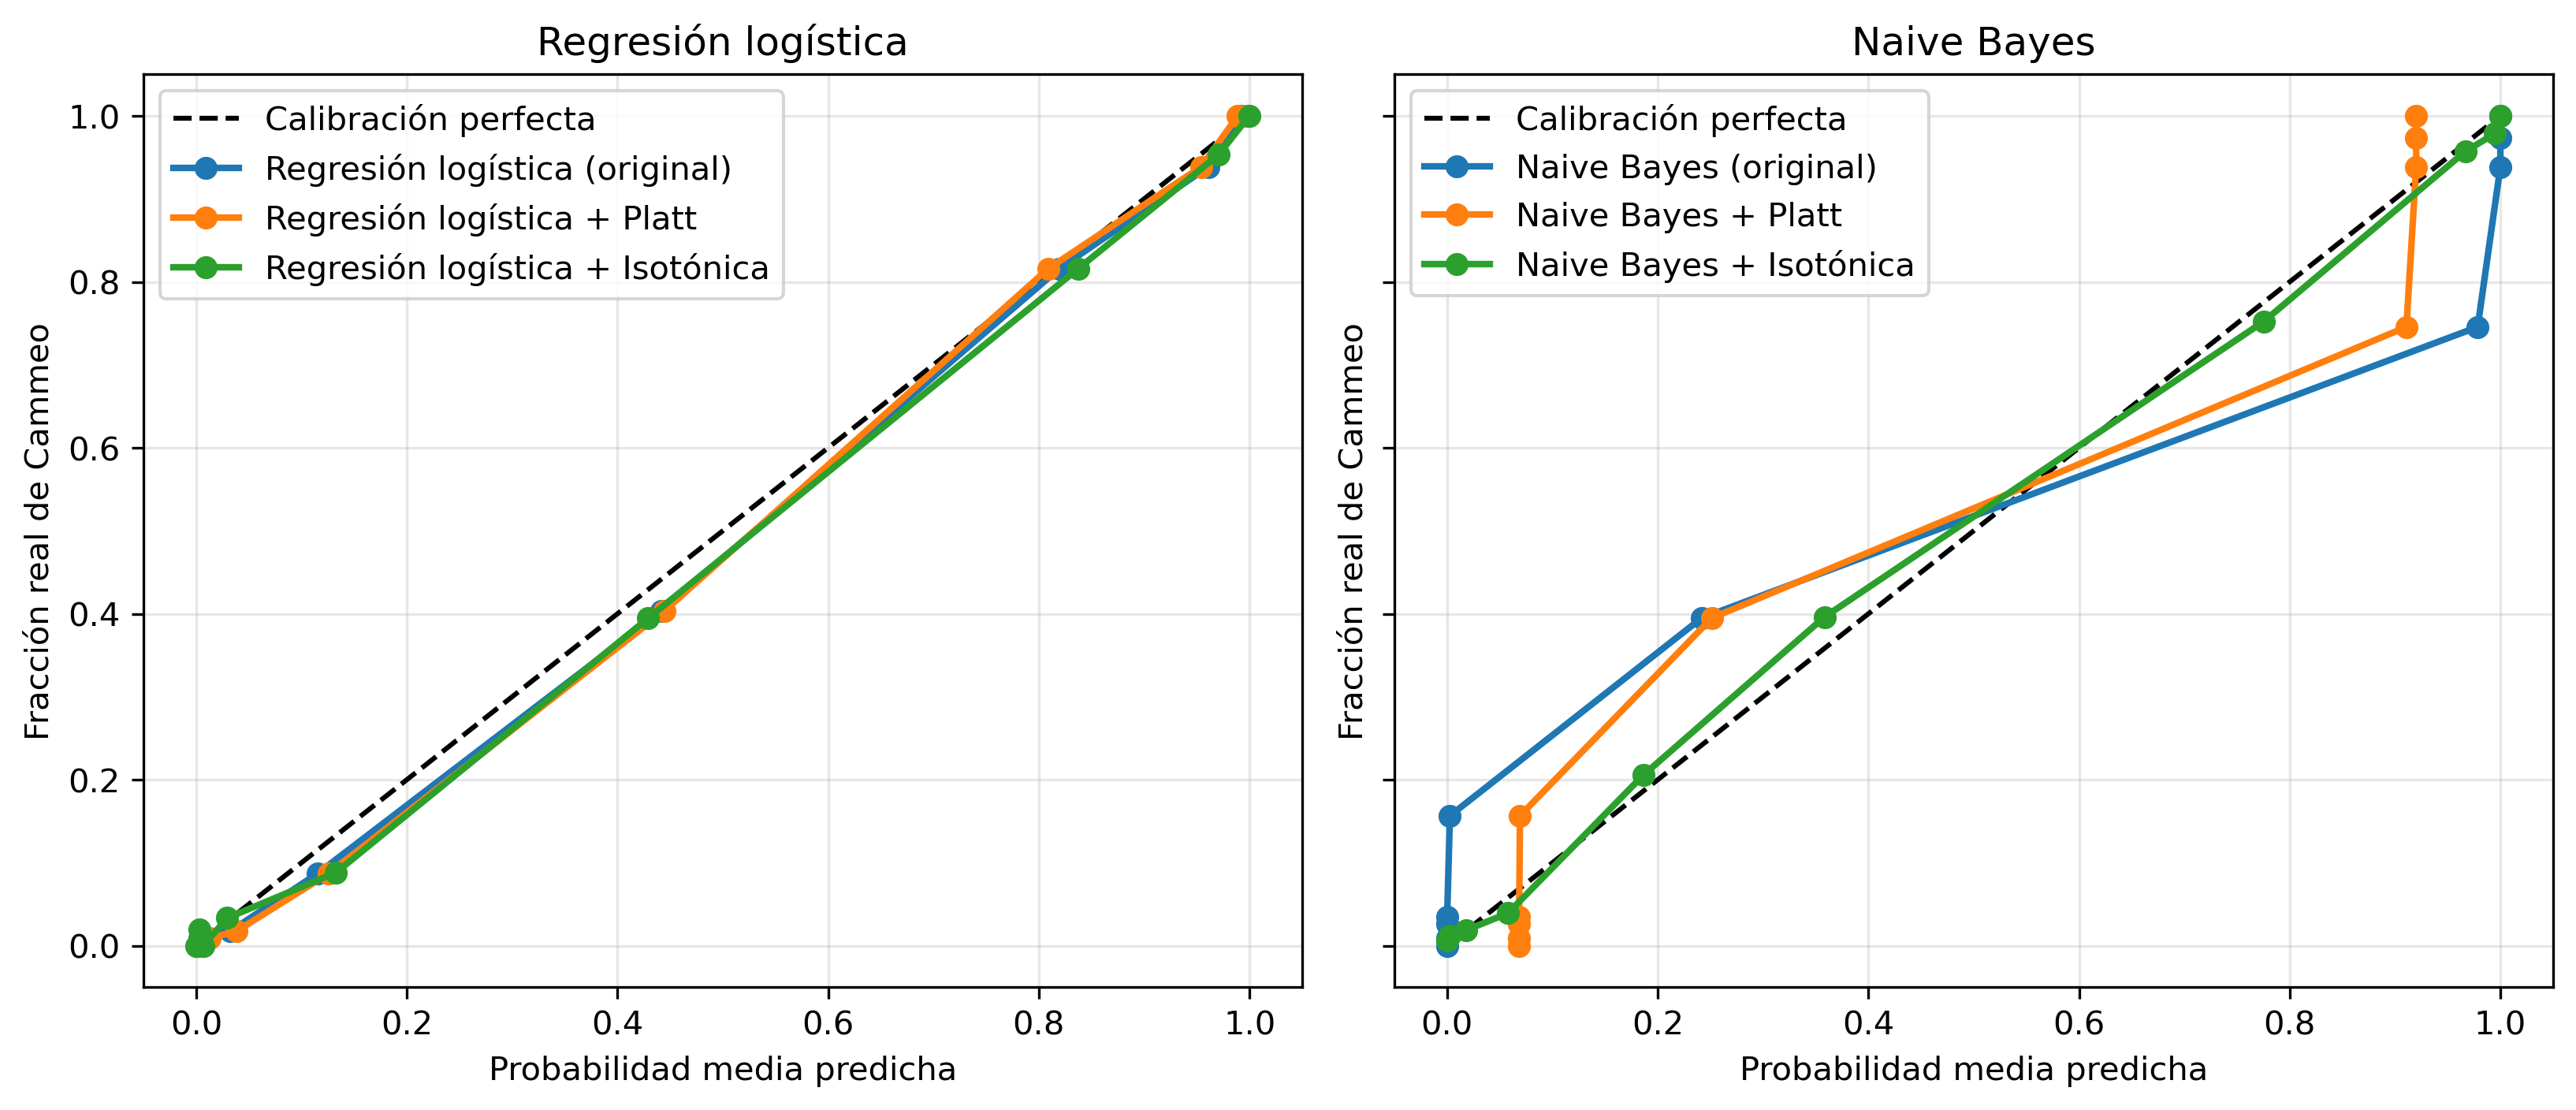 Regresión logística
Calibración perfecta
Regresión logística (original)
Regresión logística + Platt
Regresión logística + Isotónica
1.0
0.8
0.6
0.4
0.2
0.0
Fracción real de Cammeo
0.0 0.2 0.4 0.6 0.8 1.0
Probabilidad media predicha
Naive Bayes
Calibración perfecta
Naive Bayes (original)
Naive Bayes + Platt
Naive Bayes + Isotónica
Fracción real de Cammeo
0.0 0.2 0.4 0.6 0.8 1.0
Probabilidad media predicha